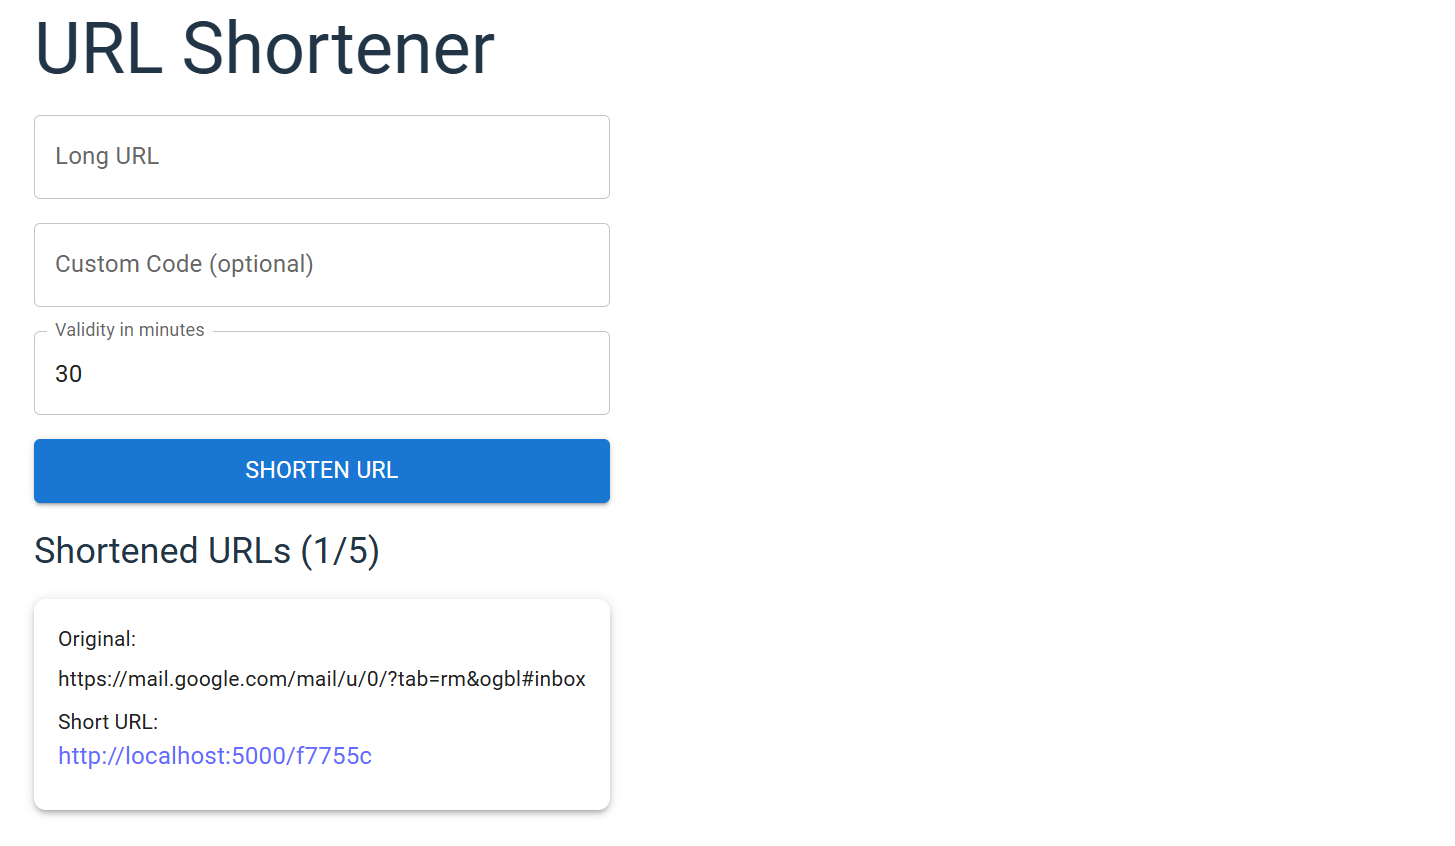 URL Shortener
Long URL
Custom Code (optional)
Validity in minutes
30
SHORTEN URL
Shortened URLs (1/5)
Original:
https://mail.google.com/mail/u/0/?tab=rm&ogbl#inbox
Short URL:
http://localhost:5000/f7755c